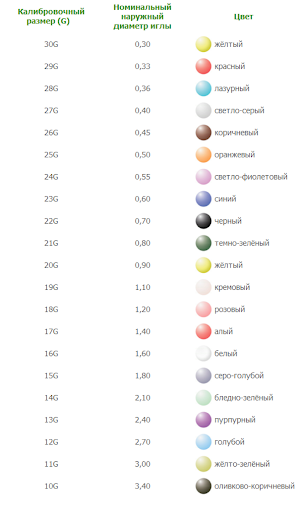 Калибровочный размер (G) Номинальный наружный диаметр иглы Цвет
30G 0,30 жёлтый
29G 0,33 красный
28G 0,36 лазурный
27G 0,40 светло-серый
26G 0,45 коричневый
25G 0,50 оранжевый
24G 0,55 светло-фиолетовый
23G 0,60 синий
22G 0,70 черный
21G 0,80 темно-зелёный
20G 0,90 жёлтый
19G 1,10 кремовый
18G 1,20 розовый
17G 1,40 алый
16G 1,60 белый
15G 1,80 серо-голубой
14G 2,10 бледно-зелёный
13G 2,40 пурпурный
12G 2,70 голубой
11G 3,00 жёлто-зелёный
10G 3,40 оливково-коричневый